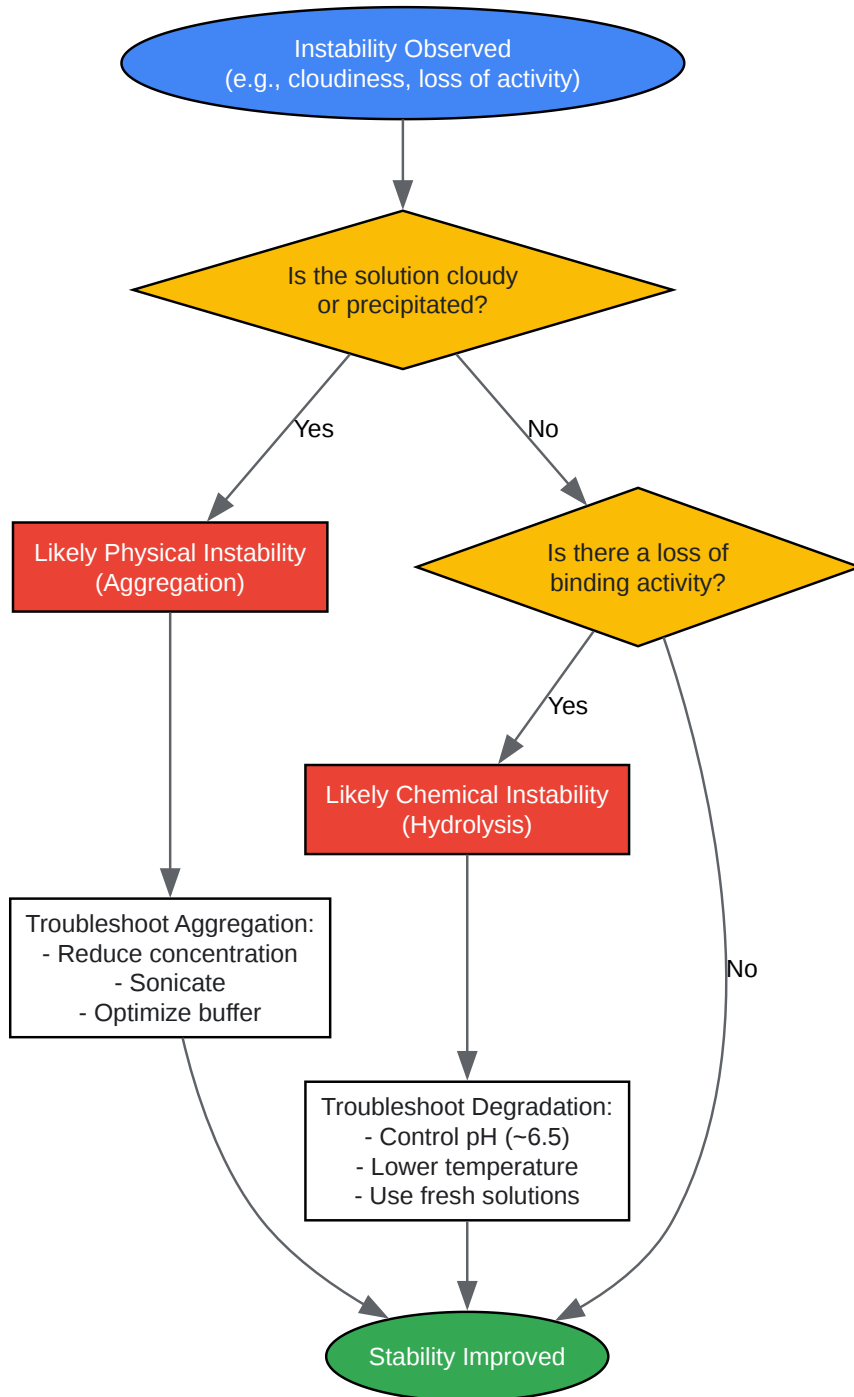 Instability Observed
(e.g., cloudiness, loss of activity)
Is the solution cloudy
or precipitated?
Yes
No
Likely Physical Instability
(Aggregation)
Is there a loss of
binding activity?
Yes
Likely Chemical Instability
(Hydrolysis)
Troubleshoot Aggregation:
- Reduce concentration
- Sonicate
- Optimize buffer
No
Troubleshoot Degradation:
- Control pH (~6.5)
- Lower temperature
- Use fresh solutions
Stability Improved